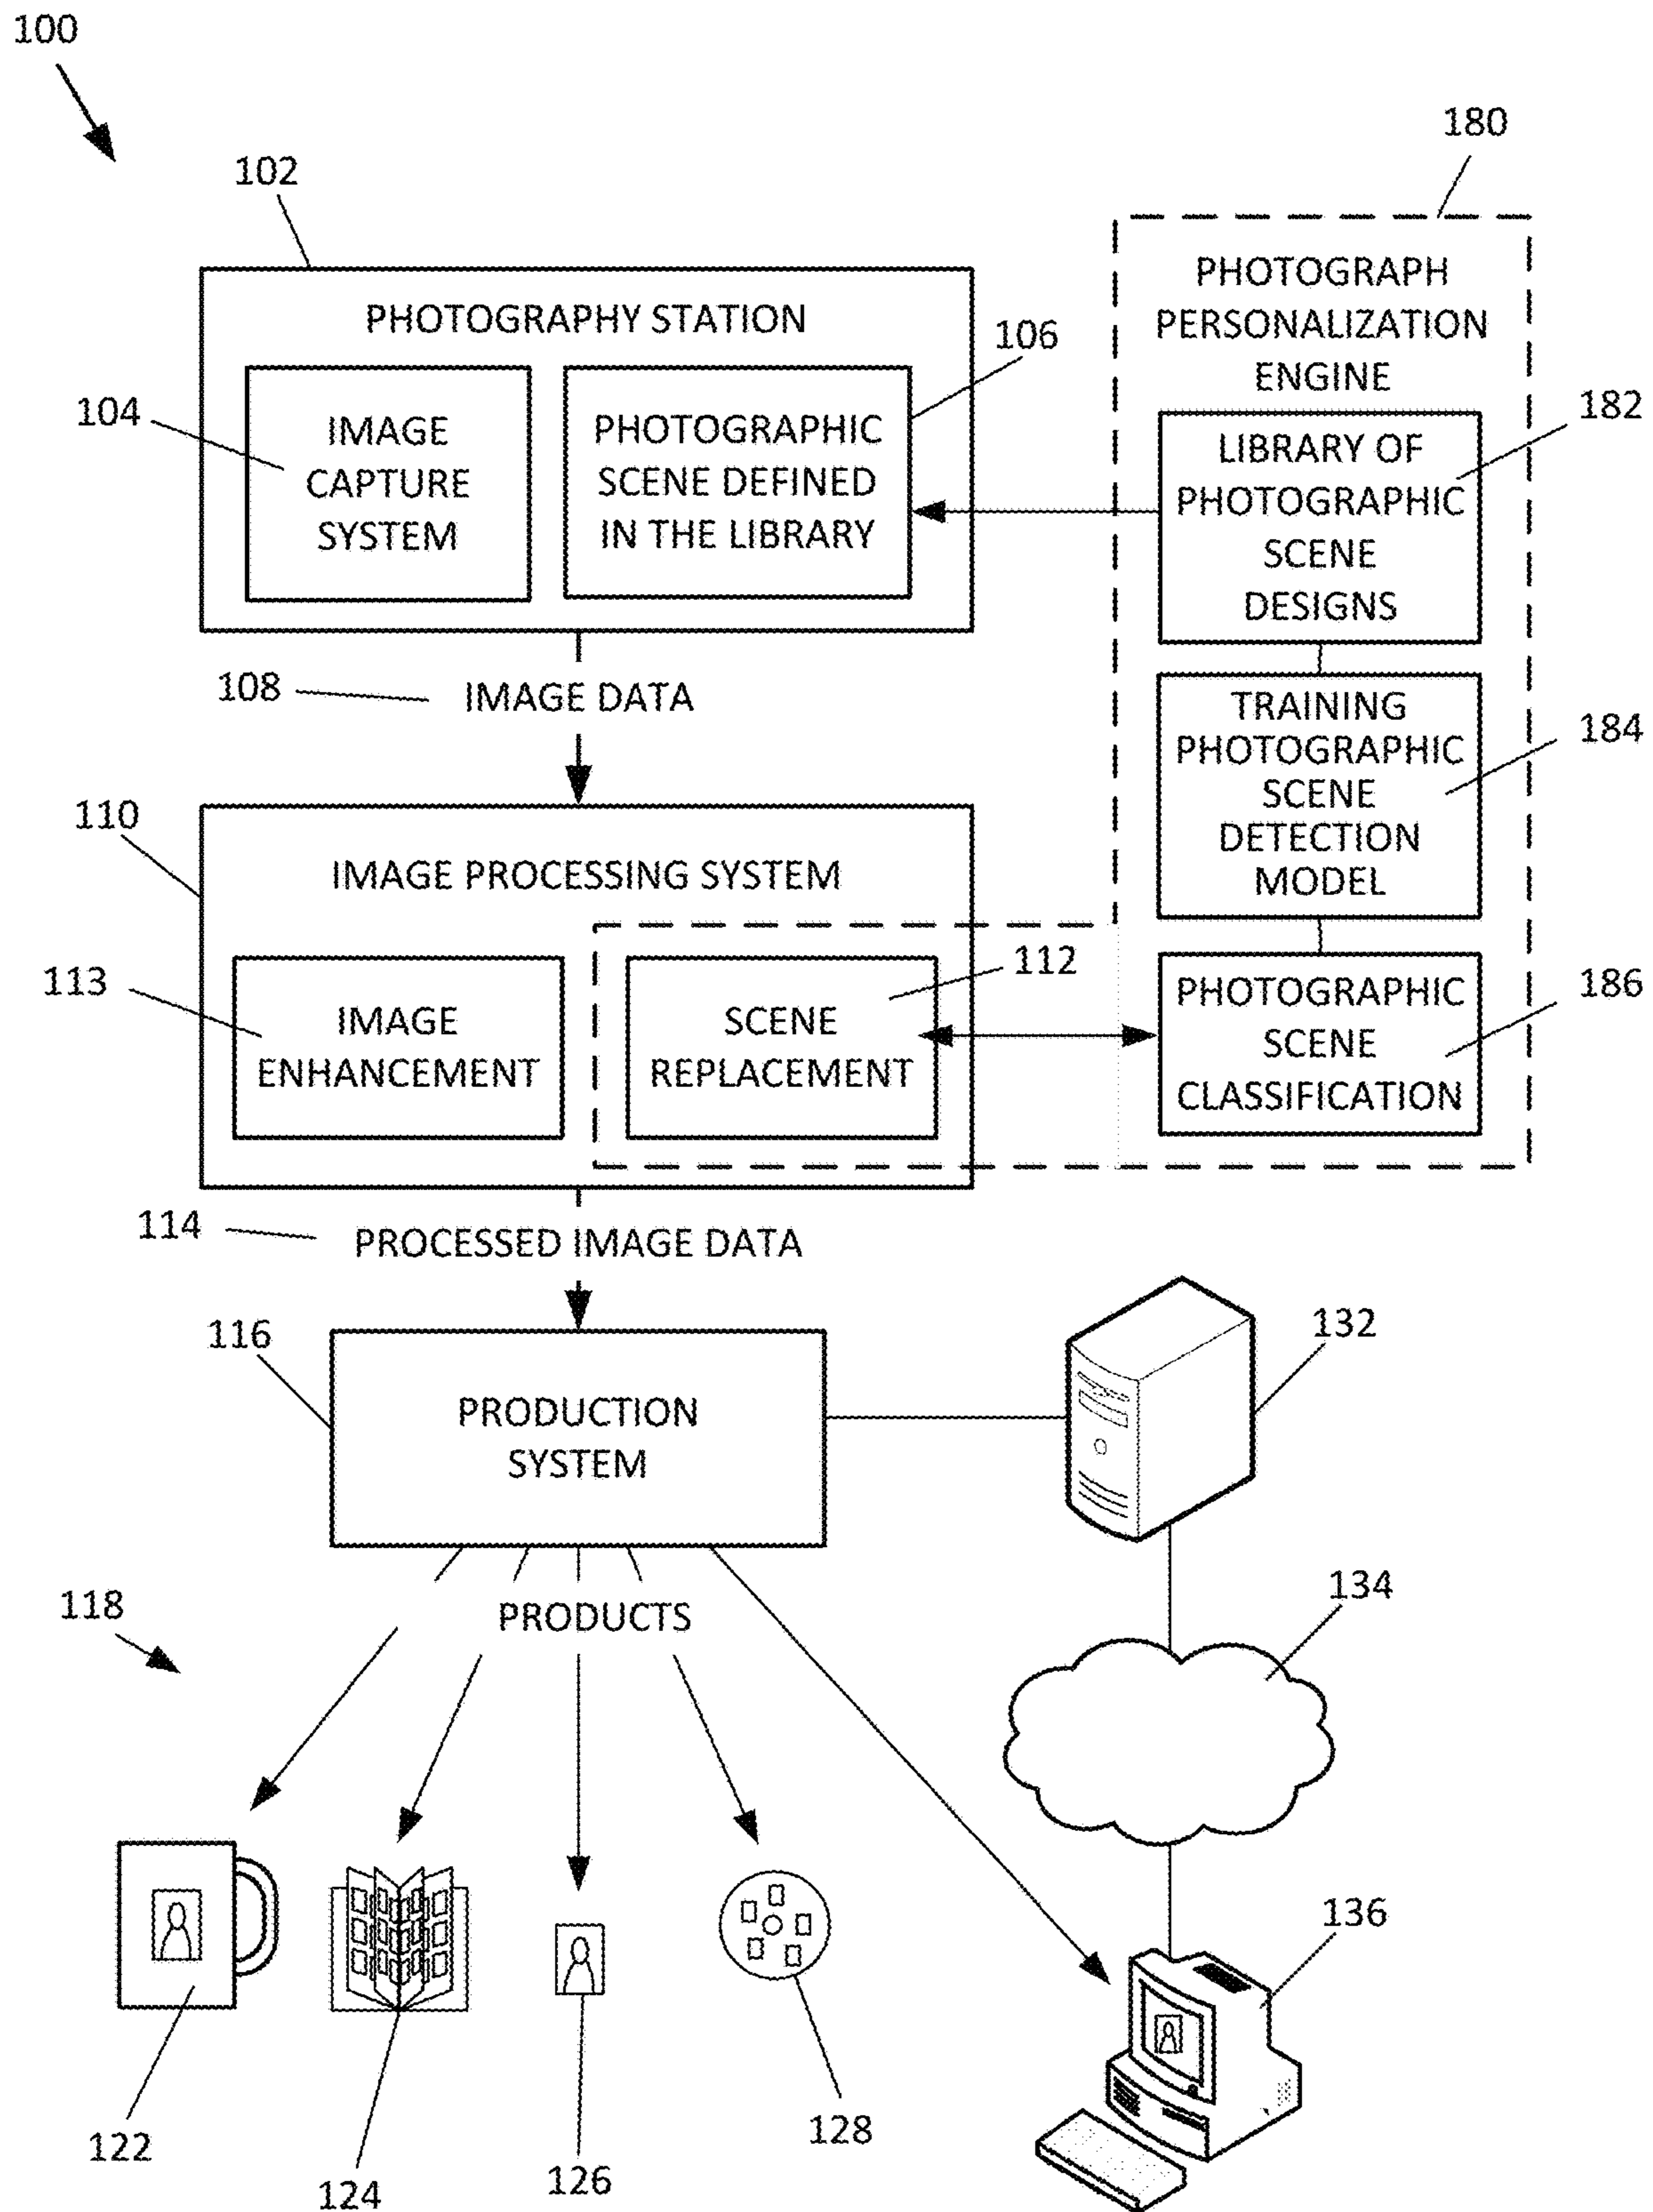 100
180
102
PHOTOGRAPH
PERSONALIZATION
ENGINE
PHOTOGRAPHY STATION
106
104
IMAGE
CAPTURE
SYSTEM
PHOTOGRAPHIC
SCENE DEFINED
IN THE LIBRARY
182
LIBRARY OF
PHOTOGRAPHIC
SCENE
DESIGNS
108
IMAGE DATA
TRAINING
PHOTOGRAPHIC
SCENE
DETECTION
MODEL
184
110
IMAGE PROCESSING SYSTEM
112
113
IMAGE
ENHANCEMENT
SCENE
REPLACEMENT
PHOTOGRAPHIC
SCENE
CLASSIFICATION
186
114
PROCESSED IMAGE DATA
116
PRODUCTION
SYSTEM
132
118
PRODUCTS
134
136
122
124
126
128